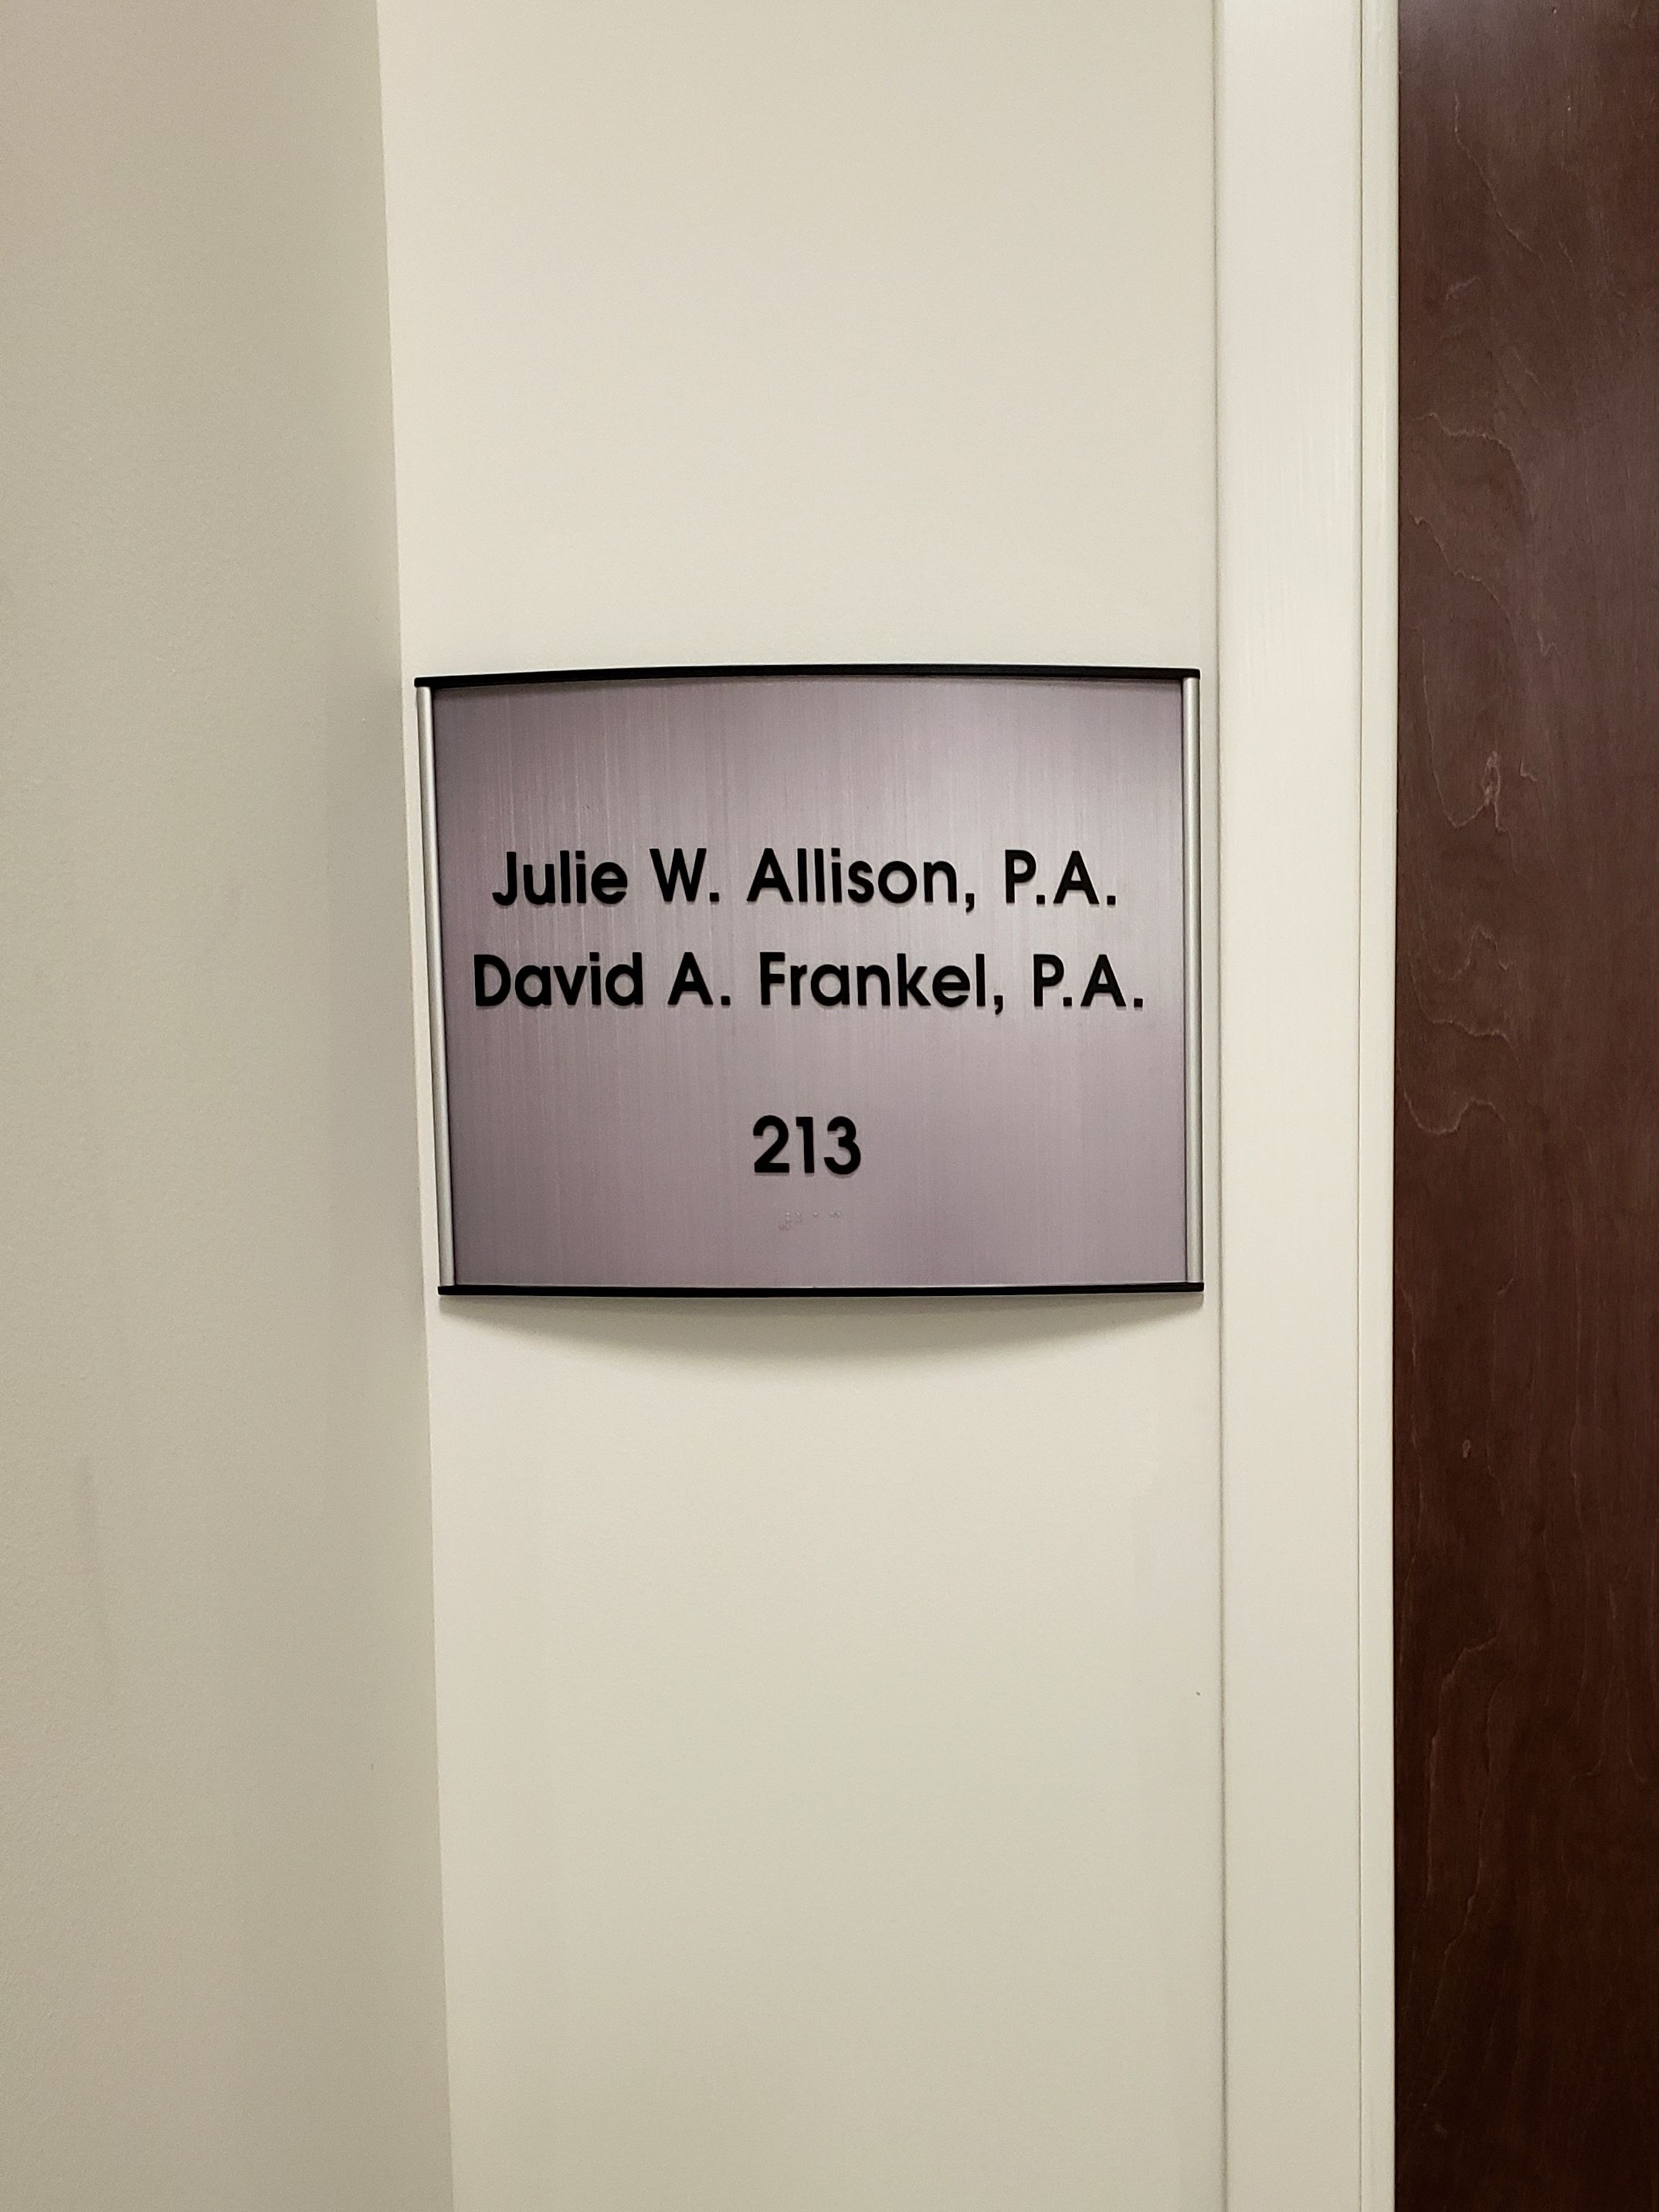 Julie W. Allison, P.A.
David A. Frankel, P.A.
213